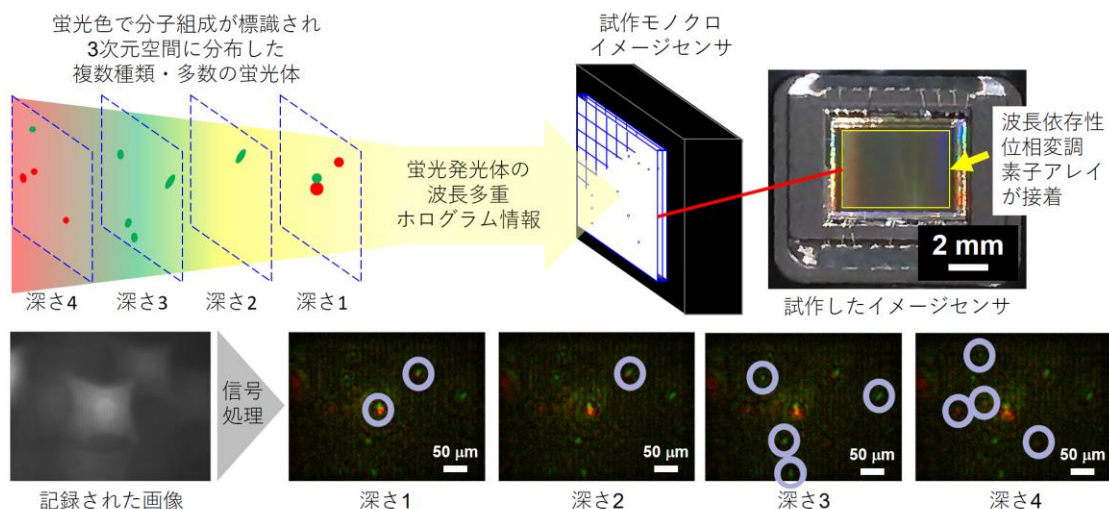 蛍光色で分子組成が標識され
3次元空間に分布した
複数種類・多数の蛍光体
試作モノクロ
イメージセンサ
蛍光発光体の
波長多重
ホログラム情報
波長依存性
位相変調
素子アレイ
が接着
2 mm
深さ4
深さ3
深さ2
深さ1
試作したイメージセンサ
信号
処理
50 μm
50 μm
50 μm
50 μm
記録された画像
深さ1
深さ2
深さ3
深さ4